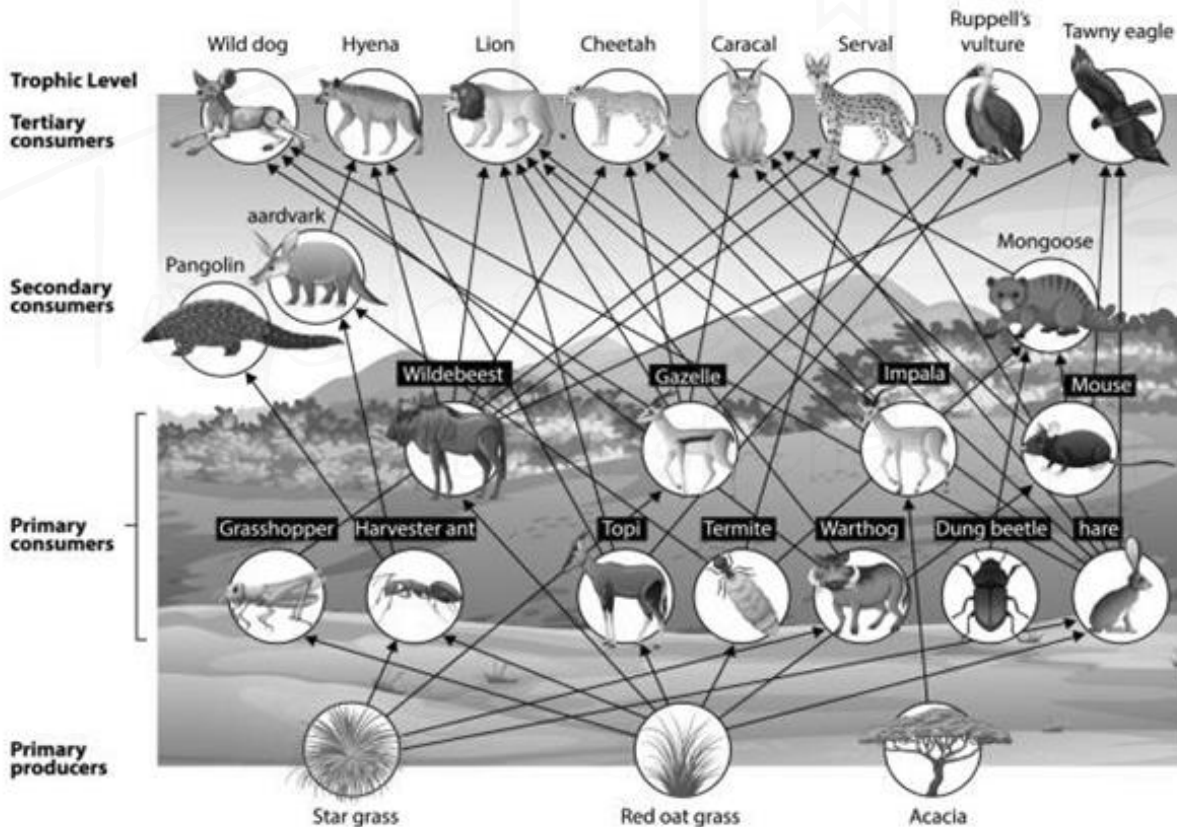 Wild dog
Hyena
Lion
Cheetah
Caracal
Serval
Ruppell's
vulture
Tawny eagle
Trophic Level
Tertiary
consumers
aardvark
Pangolin
Mongoose
Secondary
consumers
Wildebeest
Gazelle
Impala
Mouse
Primary
consumers
Grasshopper
Harvester ant
Topi
Termite
Warthog
Dung beetle
hare
Primary
producers
Star grass
Red oat grass
Acacia